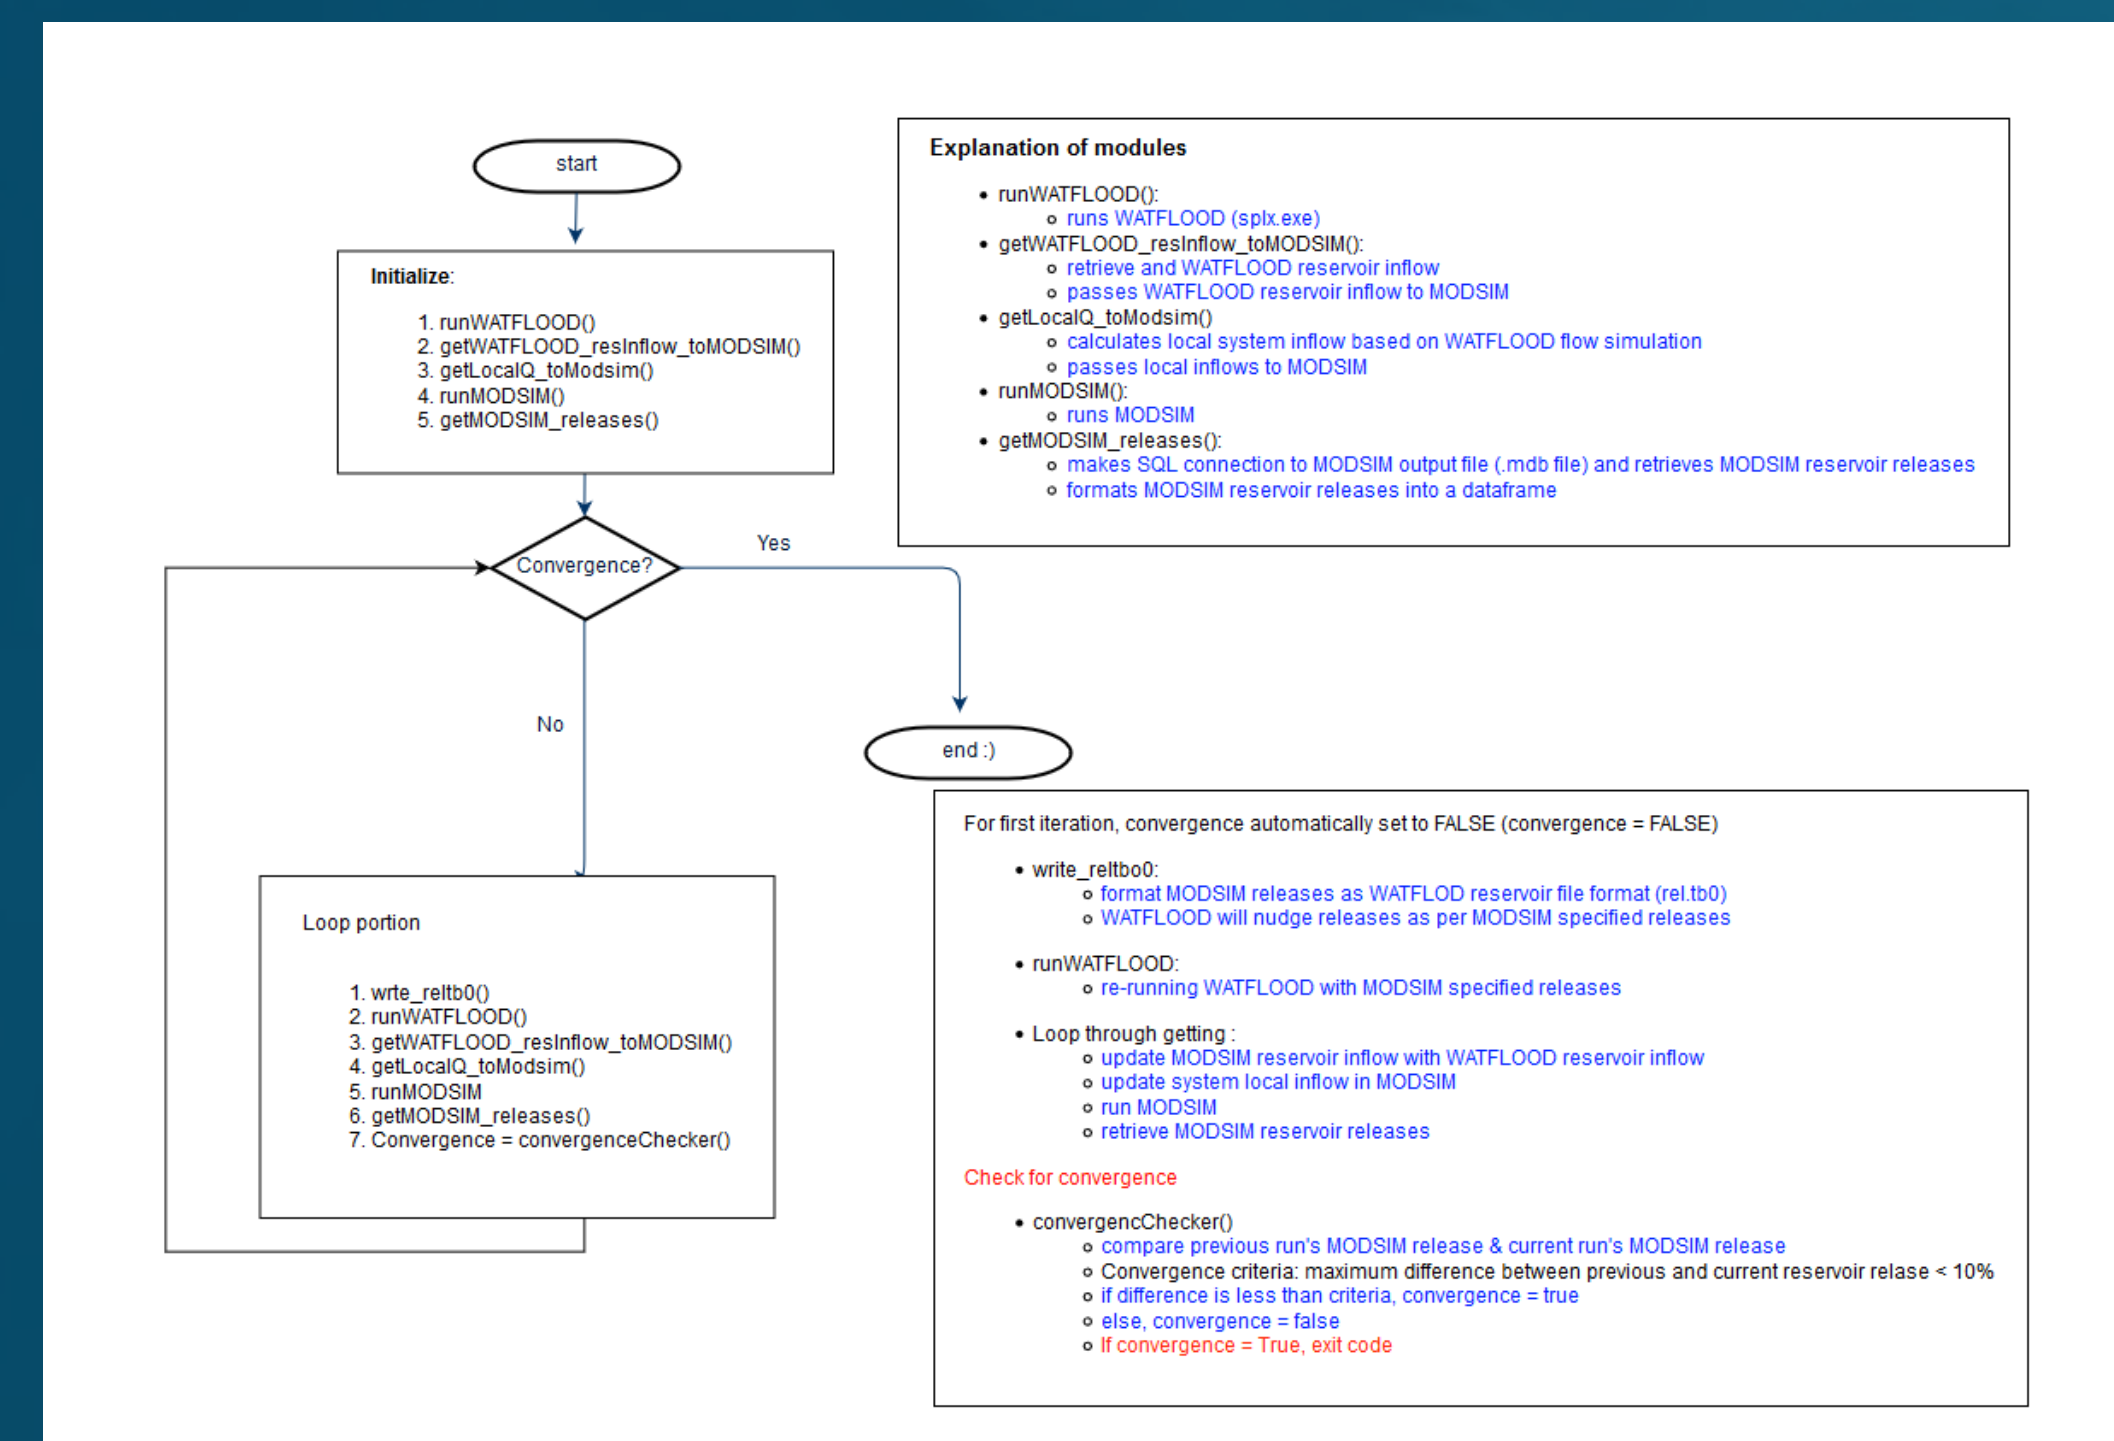 start
Initialize:
1. runWATFLOOD()
2. getWATFLOOD_resInflow_toMODSIM()
3. getLocalQ_toModsim()
4. runMODSIM()
5. getMODSIM_releases()
Convergence?
Yes
No
end :)
Loop portion
1. wrte_reltb0()
2. runWATFLOOD()
3. getWATFLOOD_resInflow_toMODSIM()
4. getLocalQ_toModsim()
5. runMODSIM
6. getMODSIM_releases()
7. Convergence = convergenceChecker()
Explanation of modules
• runWATFLOOD():
o runs WATFLOOD (splx.exe)
• getWATFLOOD_resInflow_toMODSIM():
o retrieve and WATFLOOD reservoir inflow
o passes WATFLOOD reservoir inflow to MODSIM
• getLocalQ_toModsim()
o calculates local system inflow based on WATFLOOD flow simulation
o passes local inflows to MODSIM
• runMODSIM():
o runs MODSIM
• getMODSIM_releases():
o makes SQL connection to MODSIM output file (.mdb file) and retrieves MODSIM reservoir releases
o formats MODSIM reservoir releases into a dataframe
For first iteration, convergence automatically set to FALSE (convergence = FALSE)
• write_reltbo0:
o format MODSIM releases as WATFLOD reservoir file format (rel.tb0)
o WATFLOOD will nudge releases as per MODSIM specified releases
• runWATFLOOD:
o re-running WATFLOOD with MODSIM specified releases
• Loop through getting :
o update MODSIM reservoir inflow with WATFLOOD reservoir inflow
o update system local inflow in MODSIM
o run MODSIM
o retrieve MODSIM reservoir releases
Check for convergence
• convergencChecker()
o compare previous run's MODSIM release & current run's MODSIM release
o Convergence criteria: maximum difference between previous and current reservoir relase < 10%
o if difference is less than criteria, convergence = true
o else, convergence = false
o If convergence = True, exit code